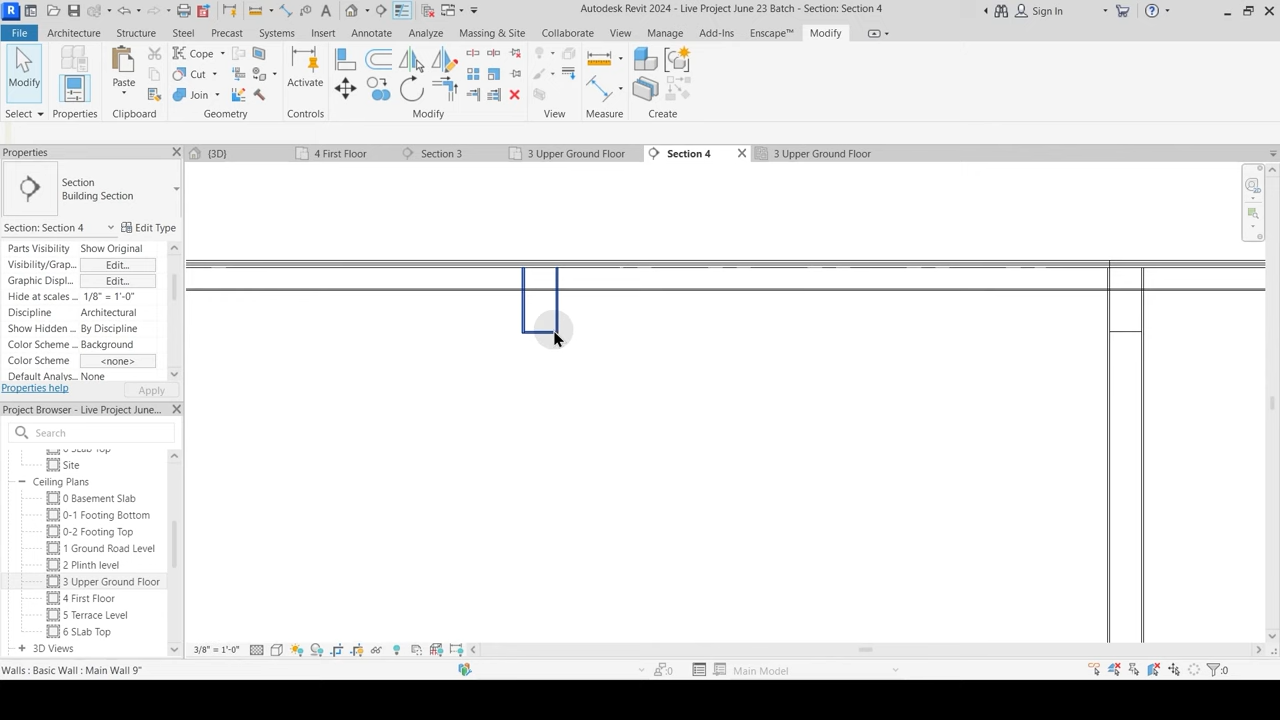 Autodesk Revit 2024 - Live Project June 23 Batch - Section: Section 4
Sign In
File Architecture Structure Steel Precast Systems Insert Annotate Analyze Massing & Site Collaborate View Manage Add-Ins Enscape™ Modify
Modify
Paste
Cope
Cut
Join
Activate
Select Properties Clipboard Geometry Controls Modify View Measure Create
Properties
{3D} 4 First Floor Section 3 3 Upper Ground Floor Section 4 3 Upper Ground Floor
Section
Building Section
Section: Section 4 Edit Type
Parts Visibility Show Original
Visibility/Grap... Edit...
Graphic Displ... Edit...
Hide at scales ... 1/8" = 1'-0"
Discipline Architectural
Show Hidden ... By Discipline
Color Scheme ... Background
Color Scheme <none>
Default Analys... None
Properties help Apply
Project Browser - Live Project June...
Search
0 SLab Top
Site
Ceiling Plans
0 Basement Slab
0-1 Footing Bottom
0-2 Footing Top
1 Ground Road Level
2 Plinth level
3 Upper Ground Floor
4 First Floor
5 Terrace Level
6 SLab Top
3D Views
3/8" = 1'-0"
Walls : Basic Wall : Main Wall 9"
:0
Main Model
:0